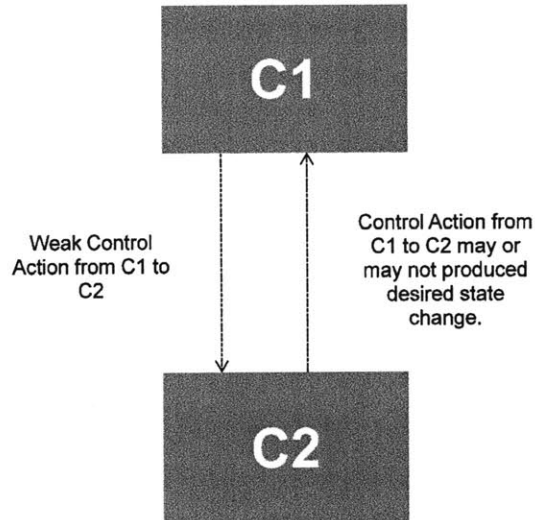 C1
Weak Control
Action from C1 to
C2
Control Action from
C1 to C2 may or
may not produced
desired state
change.
C2